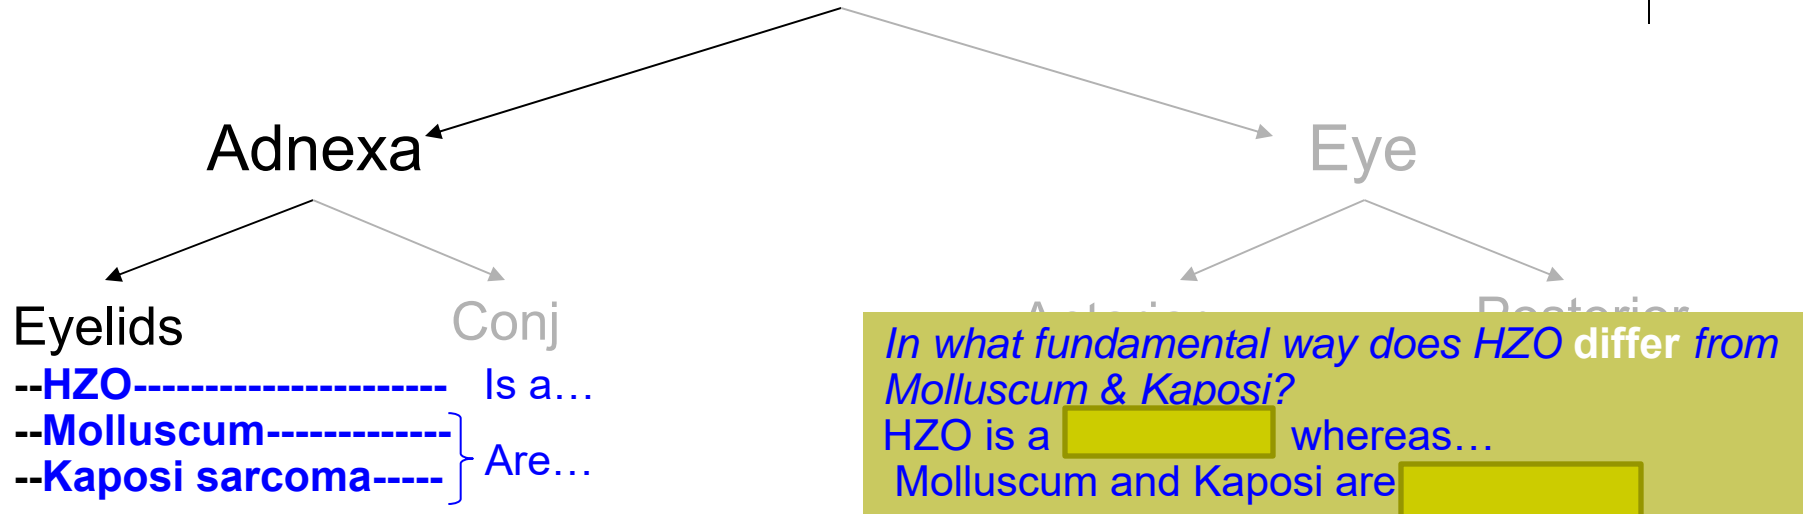 Adnexa
Eye
Eyelids
Conj
--HZO----------------------
Is a…
--Molluscum-------------
--Kaposi sarcoma-----
Are…
In what fundamental way does HZO differ from
Molluscum & Kaposi?
HZO is a whereas…
Molluscum and Kaposi are